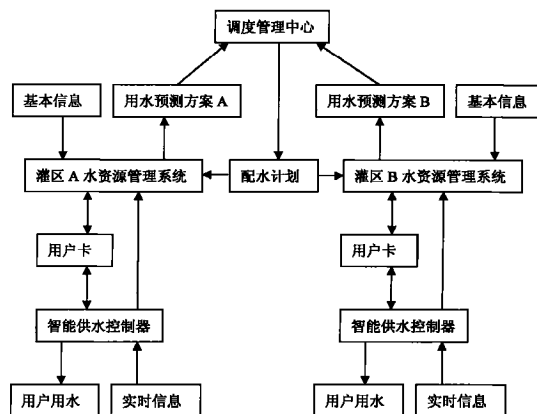 调度管理中心
基本信息
用水预测方案 A
用水预测方案 B
基本信息
灌区 A 水资源管理系统
配水计划
灌区 B 水资源管理系统
用户卡
用户卡
智能供水控制器
智能供水控制器
用户用水
实时信息
用户用水
实时信息